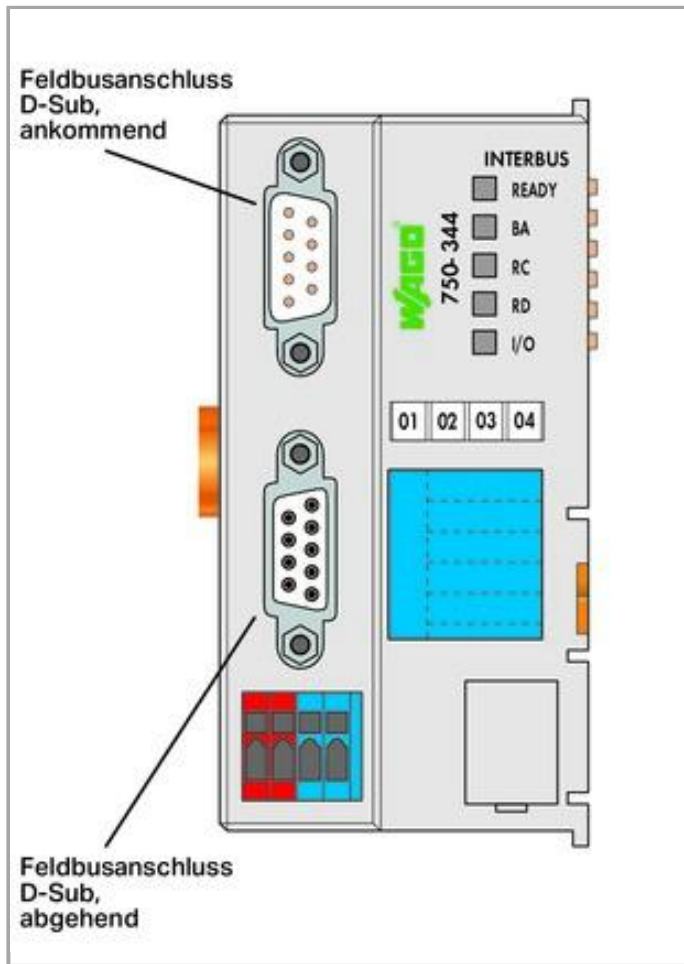 Feldbusanschluss
D-Sub,
ankommend
INTERBUS
READY
BA
RC
RD
I/O
WAGO®
750-344
01 02 03 04
Feldbusanschluss
D-Sub,
abgehend